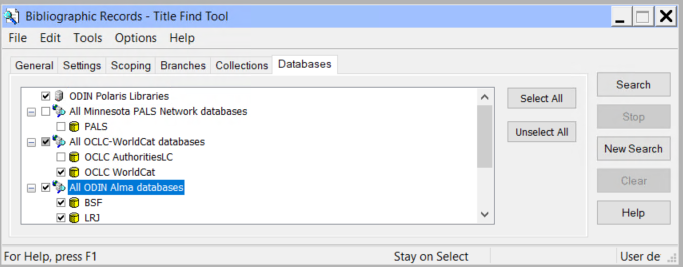 Bibliographic Records - Title Find Tool
File Edit Tools Options Help
General Settings Scoping Branches Collections Databases
ODIN Polaris Libraries
All Minnesota PALS Network databases
PALS
All OCLC-WorldCat databases
OCLC AuthoritiesLC
OCLC WorldCat
All ODIN Alma databases
BSF
LRJ
Select All
Unselect All
Search
Stop
New Search
Clear
Help
For Help, press F1 Stay on Select User de